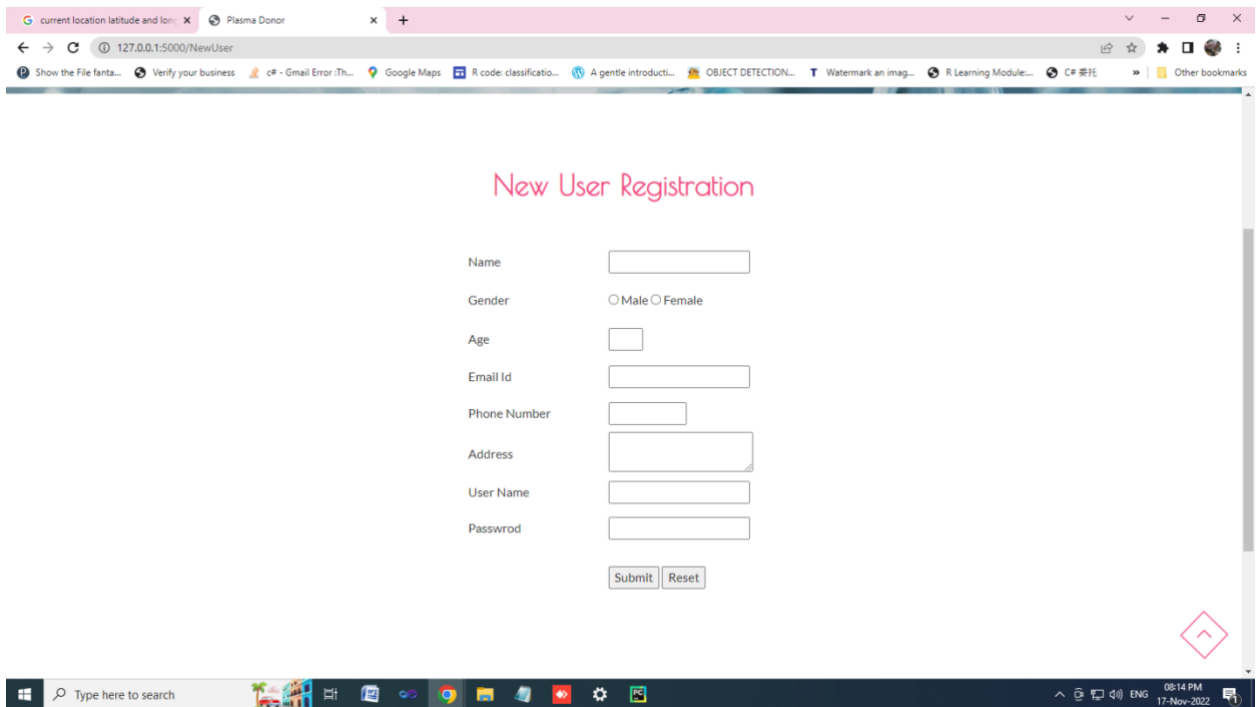 current location latitude and lon
Plasma Donor
127.0.0.1:5000/NewUser
Show the File fanta... Verify your business c# - Gmail Error :Th... Google Maps R code: classificatio... A gentle introducti... OBJECT DETECTION... Watermark an imag... R Learning Module:... C# 委托 » Other bookmarks
New User Registration
Name
Gender Male Female
Age
Email Id
Phone Number
Address
User Name
Passwrod
Submit Reset
Type here to search
ENG 08:14 PM
17-Nov-2022